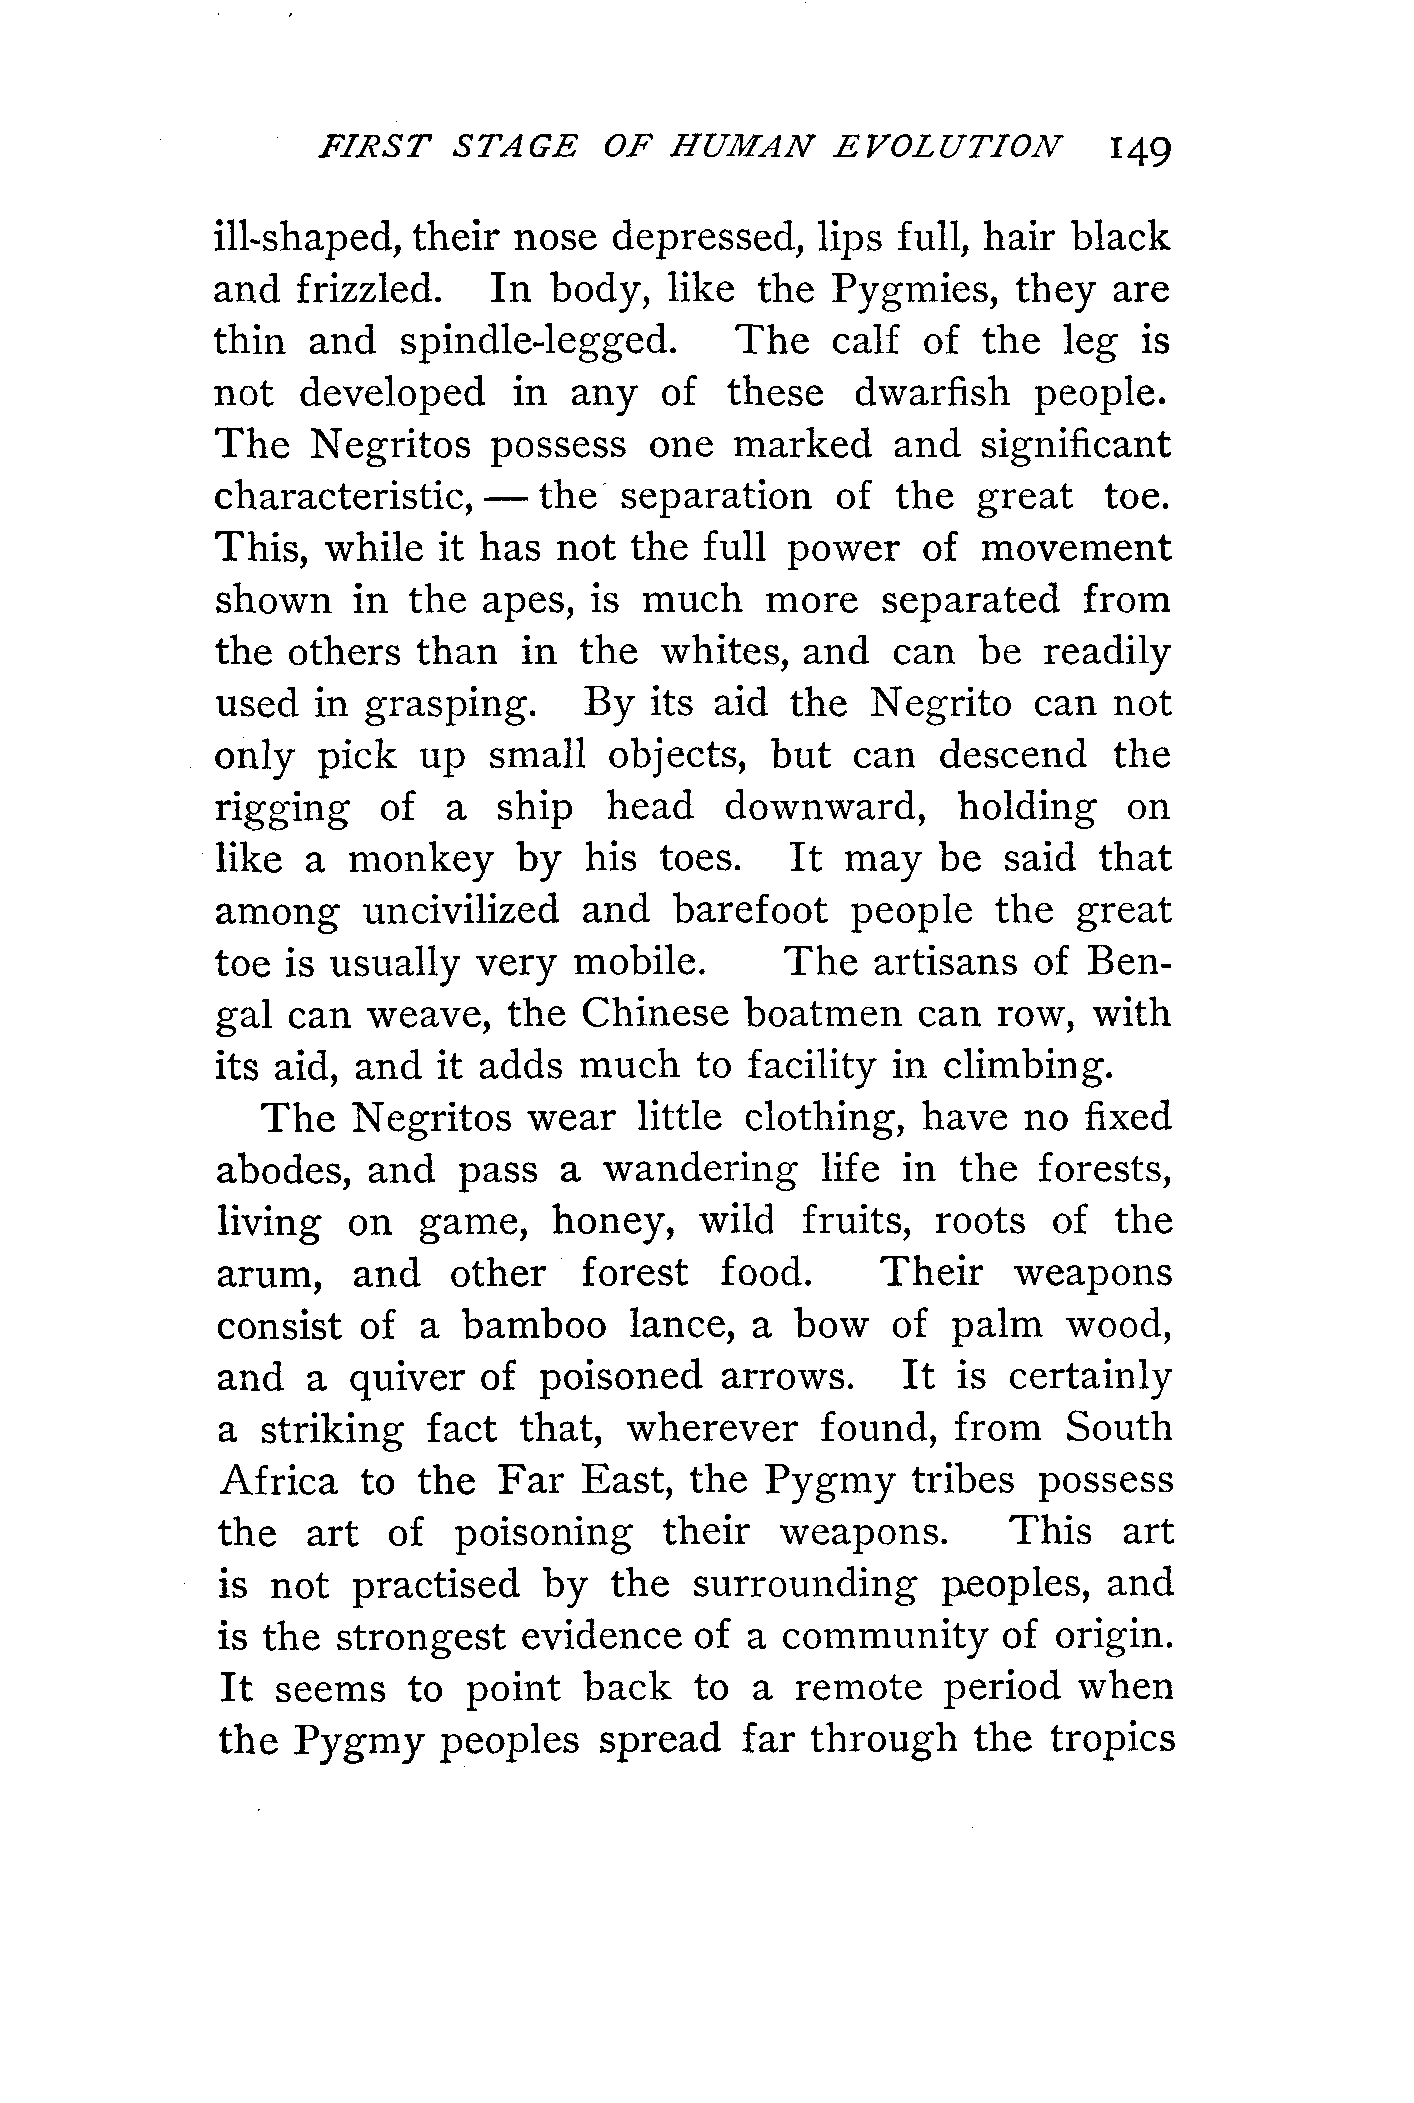 FIRST STAGE OF HUMAN EVOLUTION 149
ill-shaped, their nose depressed, lips full, hair black
and frizzled. In body, like the Pygmies, they are
thin and spindle-legged. The calf of the leg is
not developed in any of these dwarfish people.
The Negritos possess one marked and significant
characteristic, — the separation of the great toe.
This, while it has not the full power of movement
shown in the apes, is much more separated from
the others than in the whites, and can be readily
used in grasping. By its aid the Negrito can not
only pick up small objects, but can descend the
rigging of a ship head downward, holding on
like a monkey by his toes. It may be said that
among uncivilized and barefoot people the great
toe is usually very mobile. The artisans of Ben-
gal can weave, the Chinese boatmen can row, with
its aid, and it adds much to facility in climbing.
The Negritos wear little clothing, have no fixed
abodes, and pass a wandering life in the forests,
living on game, honey, wild fruits, roots of the
arum, and other forest food. Their weapons
consist of a bamboo lance, a bow of palm wood,
and a quiver of poisoned arrows. It is certainly
a striking fact that, wherever found, from South
Africa to the Far East, the Pygmy tribes possess
the art of poisoning their weapons. This art
is not practised by the surrounding peoples, and
is the strongest evidence of a community of origin.
It seems to point back to a remote period when
the Pygmy peoples spread far through the tropics